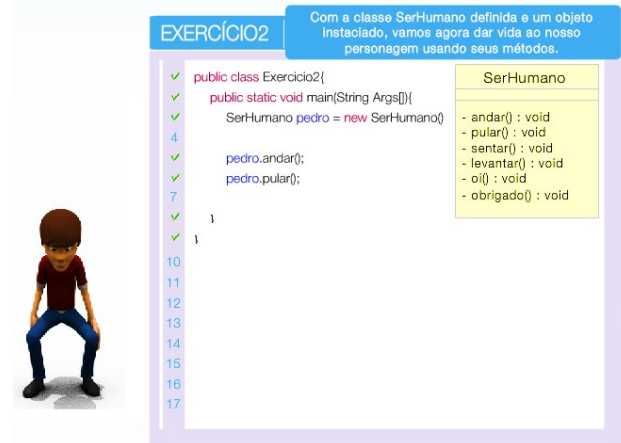 EXERCÍCIO2
Com a classe SerHumano definida e um objeto
instaciado, vamos agora dar vida ao nosso
personagem usando seus métodos.
public class Exercicio2{
public static void main(String Args[]){
SerHumano pedro = new SerHumano()
4
pedro.andar();
pedro.pular();
7
}
}
10
11
12
13
14
15
16
17
SerHumano
- andar() : void
- pular() : void
- sentar() : void
- levantar() : void
- oi() : void
- obrigado() : void